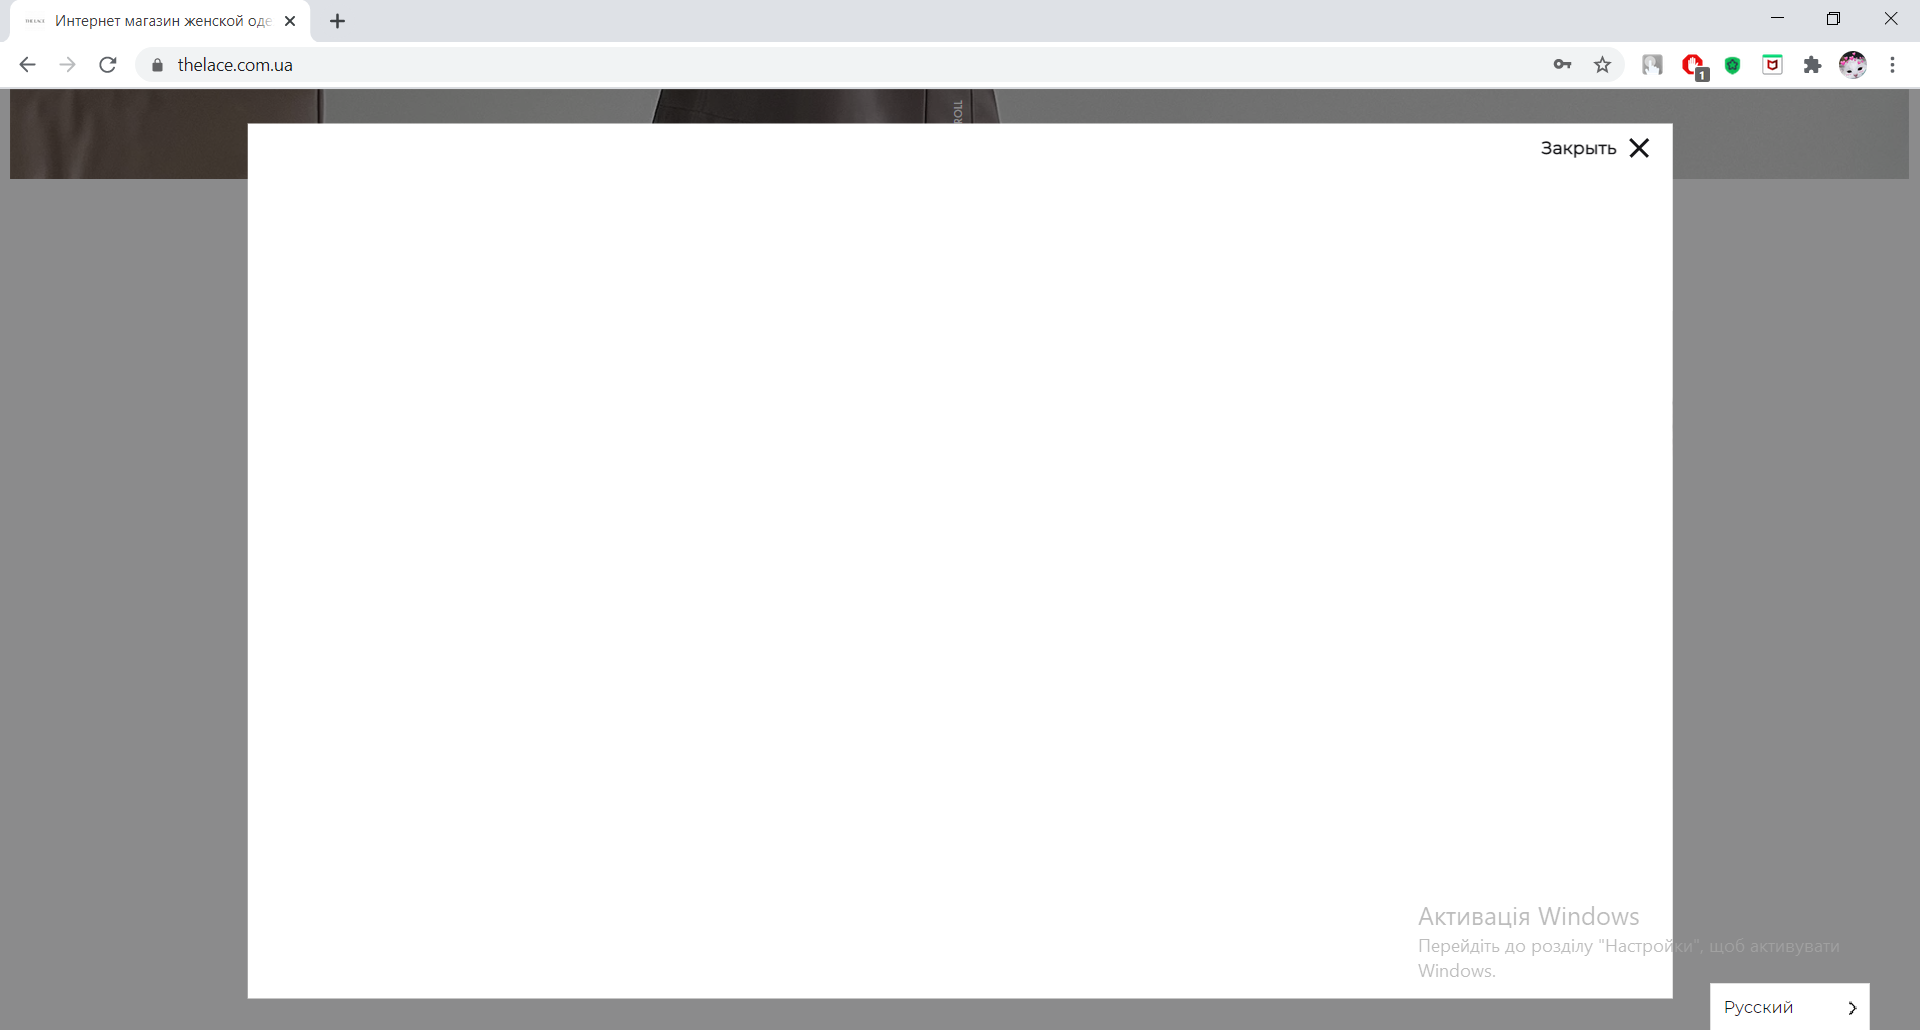 Интернет магазин женской оде
thelace.com.ua
1
ROLL
Закрыть
Активація Windows
Перейдіть до розділу "Настройки", щоб активувати
Windows.
Русский